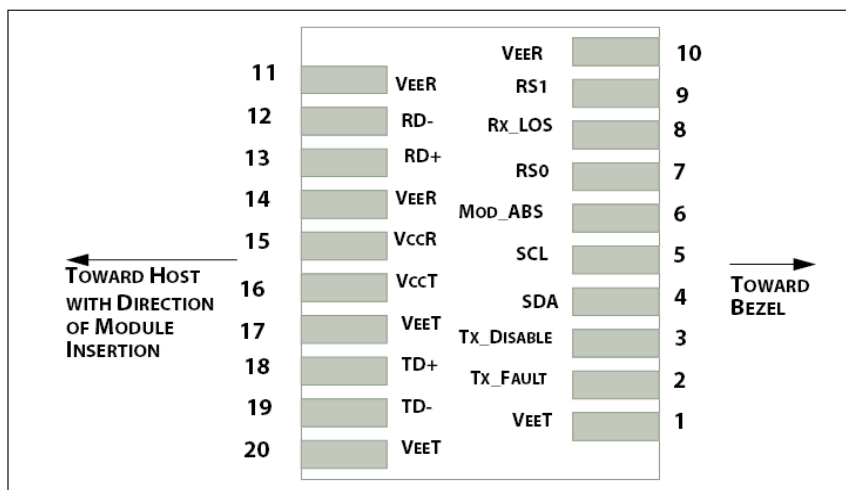 VEER 10
11 VEER
RS1 9
12 RD-
RX_LOS 8
13 RD+
RS0 7
14 VEER
MOD_ABS 6
15 VCCR
SCL 5
TOWARD HOST
WITH DIRECTION
OF MODULE
INSERTION
TOWARD
BEZEL
16 VCCT
SDA 4
17 VEET
TX_DISABLE 3
18 TD+
TX_FAULT 2
19 TD-
VEET 1
20 VEET